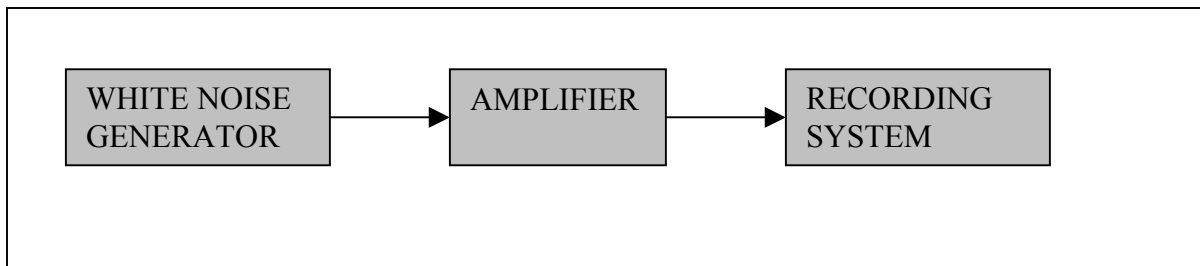 WHITE NOISE
GENERATOR
AMPLIFIER
RECORDING
SYSTEM